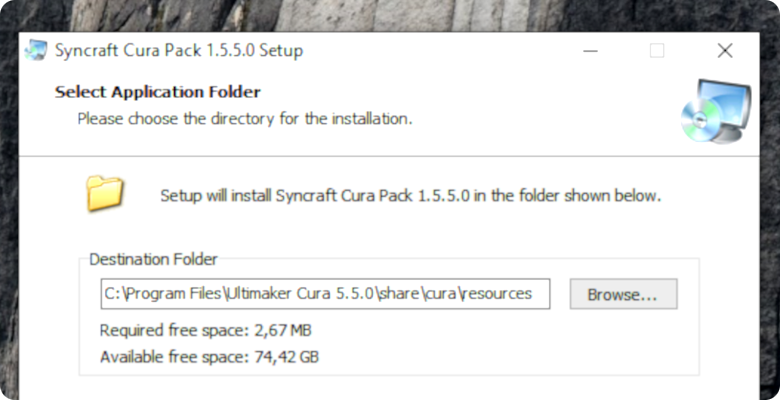 Syncraft Cura Pack 1.5.5.0 Setup
Select Application Folder
Please choose the directory for the installation.
Setup will install Syncraft Cura Pack 1.5.5.0 in the folder shown below.
Destination Folder
C:\Program Files\Ultimaker Cura 5.5.0\share\cura\resources
Browse...
Required free space: 2,67 MB
Available free space: 74,42 GB